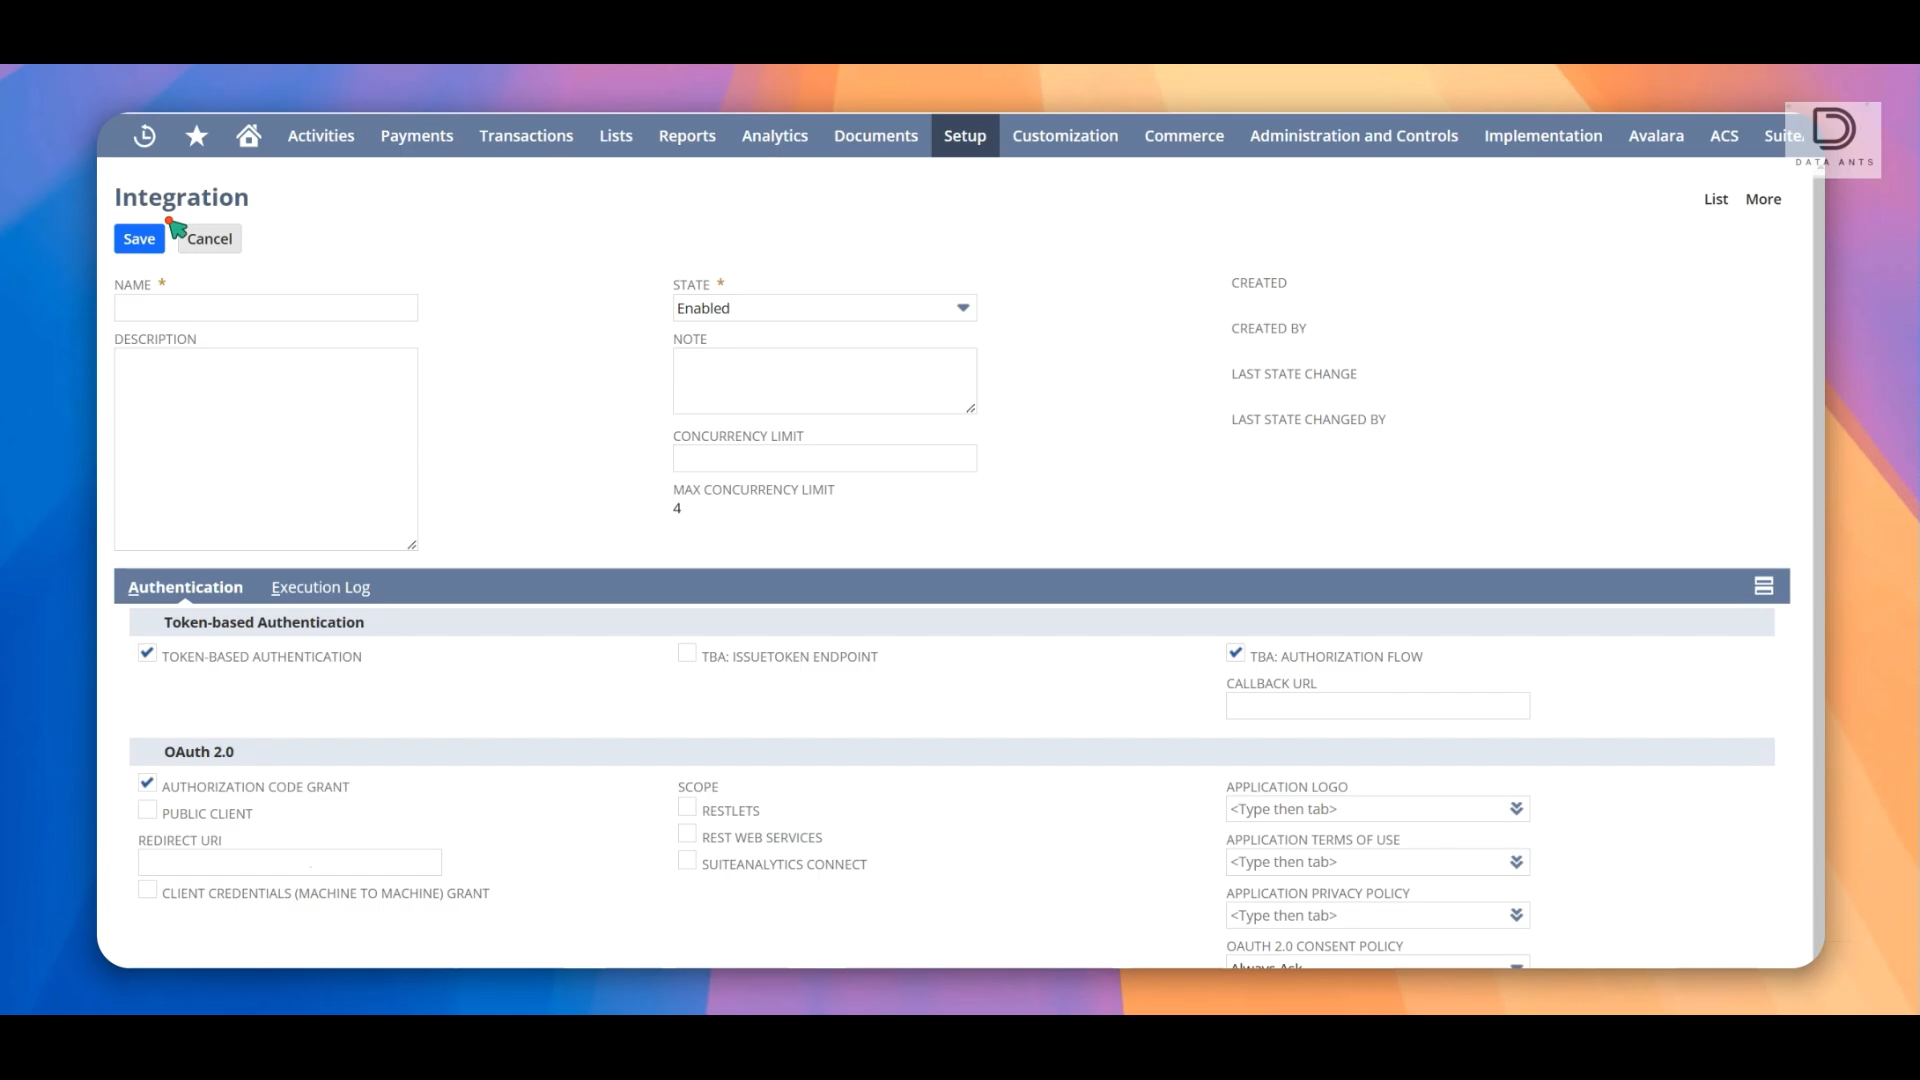 Activities Payments Transactions Lists Reports Analytics Documents Setup Customization Commerce Administration and Controls Implementation Avalara ACS Suite
DATA ANTS
Integration
List More
Save Cancel
NAME * STATE * CREATED
Enabled
CREATED BY
DESCRIPTION NOTE
LAST STATE CHANGE
LAST STATE CHANGED BY
CONCURRENCY LIMIT
MAX CONCURRENCY LIMIT
4
Authentication Execution Log
Token-based Authentication
TOKEN-BASED AUTHENTICATION TBA: ISSUETOKEN ENDPOINT TBA: AUTHORIZATION FLOW
CALLBACK URL
OAuth 2.0
AUTHORIZATION CODE GRANT SCOPE APPLICATION LOGO
RESTLETS <Type then tab>
PUBLIC CLIENT
REDIRECT URI REST WEB SERVICES APPLICATION TERMS OF USE
SUITEANALYTICS CONNECT <Type then tab>
CLIENT CREDENTIALS (MACHINE TO MACHINE) GRANT APPLICATION PRIVACY POLICY
<Type then tab>
OAUTH 2.0 CONSENT POLICY
Always Ask